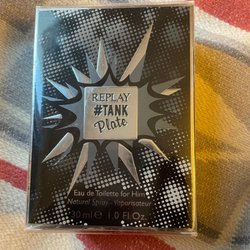 REPLAY
#TANK
Plate
Eau de Toilette for Him
Natural Spray - Vaporisateur
30 ml e 1.0 Fl.Oz.